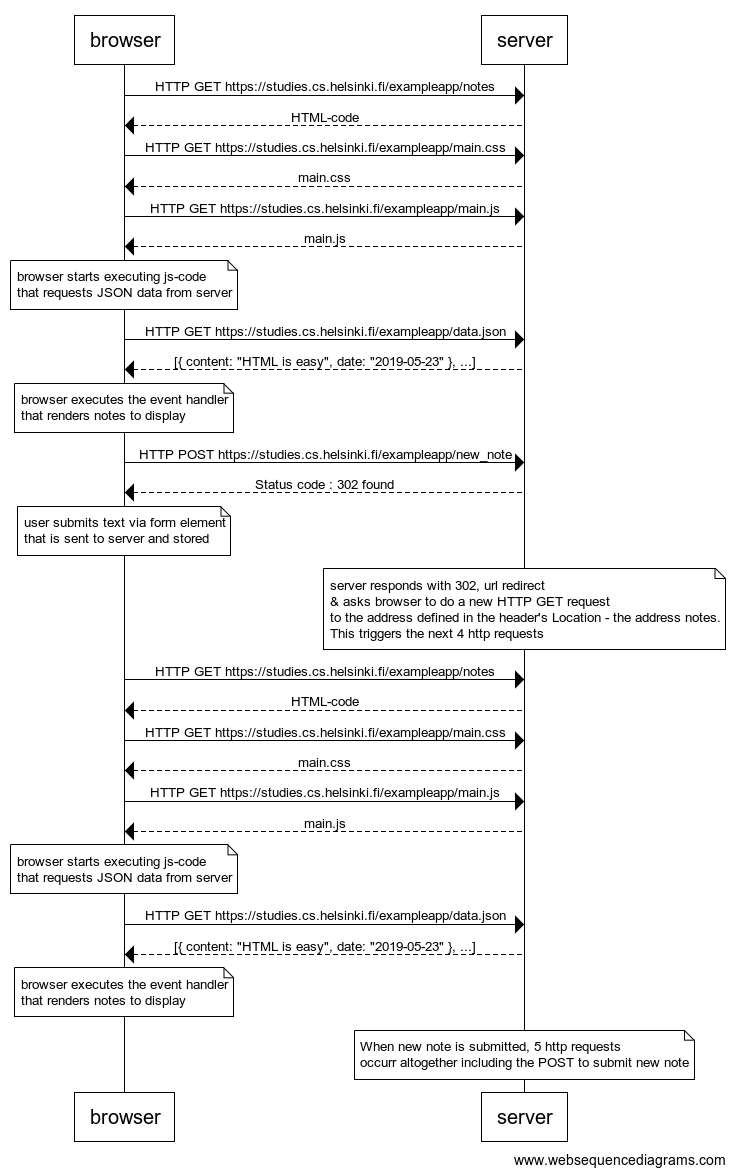 browser server
HTTP GET https://studies.cs.helsinki.fi/exampleapp/notes
HTML-code
HTTP GET https://studies.cs.helsinki.fi/exampleapp/main.css
main.css
HTTP GET https://studies.cs.helsinki.fi/exampleapp/main.js
main.js
browser starts executing js-code
that requests JSON data from server
HTTP GET https://studies.cs.helsinki.fi/exampleapp/data.json
[{ content: "HTML is easy", date: "2019-05-23" }, ...]
browser executes the event handler
that renders notes to display
HTTP POST https://studies.cs.helsinki.fi/exampleapp/new_note
Status code : 302 found
user submits text via form element
that is sent to server and stored
server responds with 302, url redirect
& asks browser to do a new HTTP GET request
to the address defined in the header's Location - the address notes.
This triggers the next 4 http requests
HTTP GET https://studies.cs.helsinki.fi/exampleapp/notes
HTML-code
HTTP GET https://studies.cs.helsinki.fi/exampleapp/main.css
main.css
HTTP GET https://studies.cs.helsinki.fi/exampleapp/main.js
main.js
browser starts executing js-code
that requests JSON data from server
HTTP GET https://studies.cs.helsinki.fi/exampleapp/data.json
[{ content: "HTML is easy", date: "2019-05-23" }, ...]
browser executes the event handler
that renders notes to display
When new note is submitted, 5 http requests
occurr altogether including the POST to submit new note
browser server
www.websequencediagrams.com